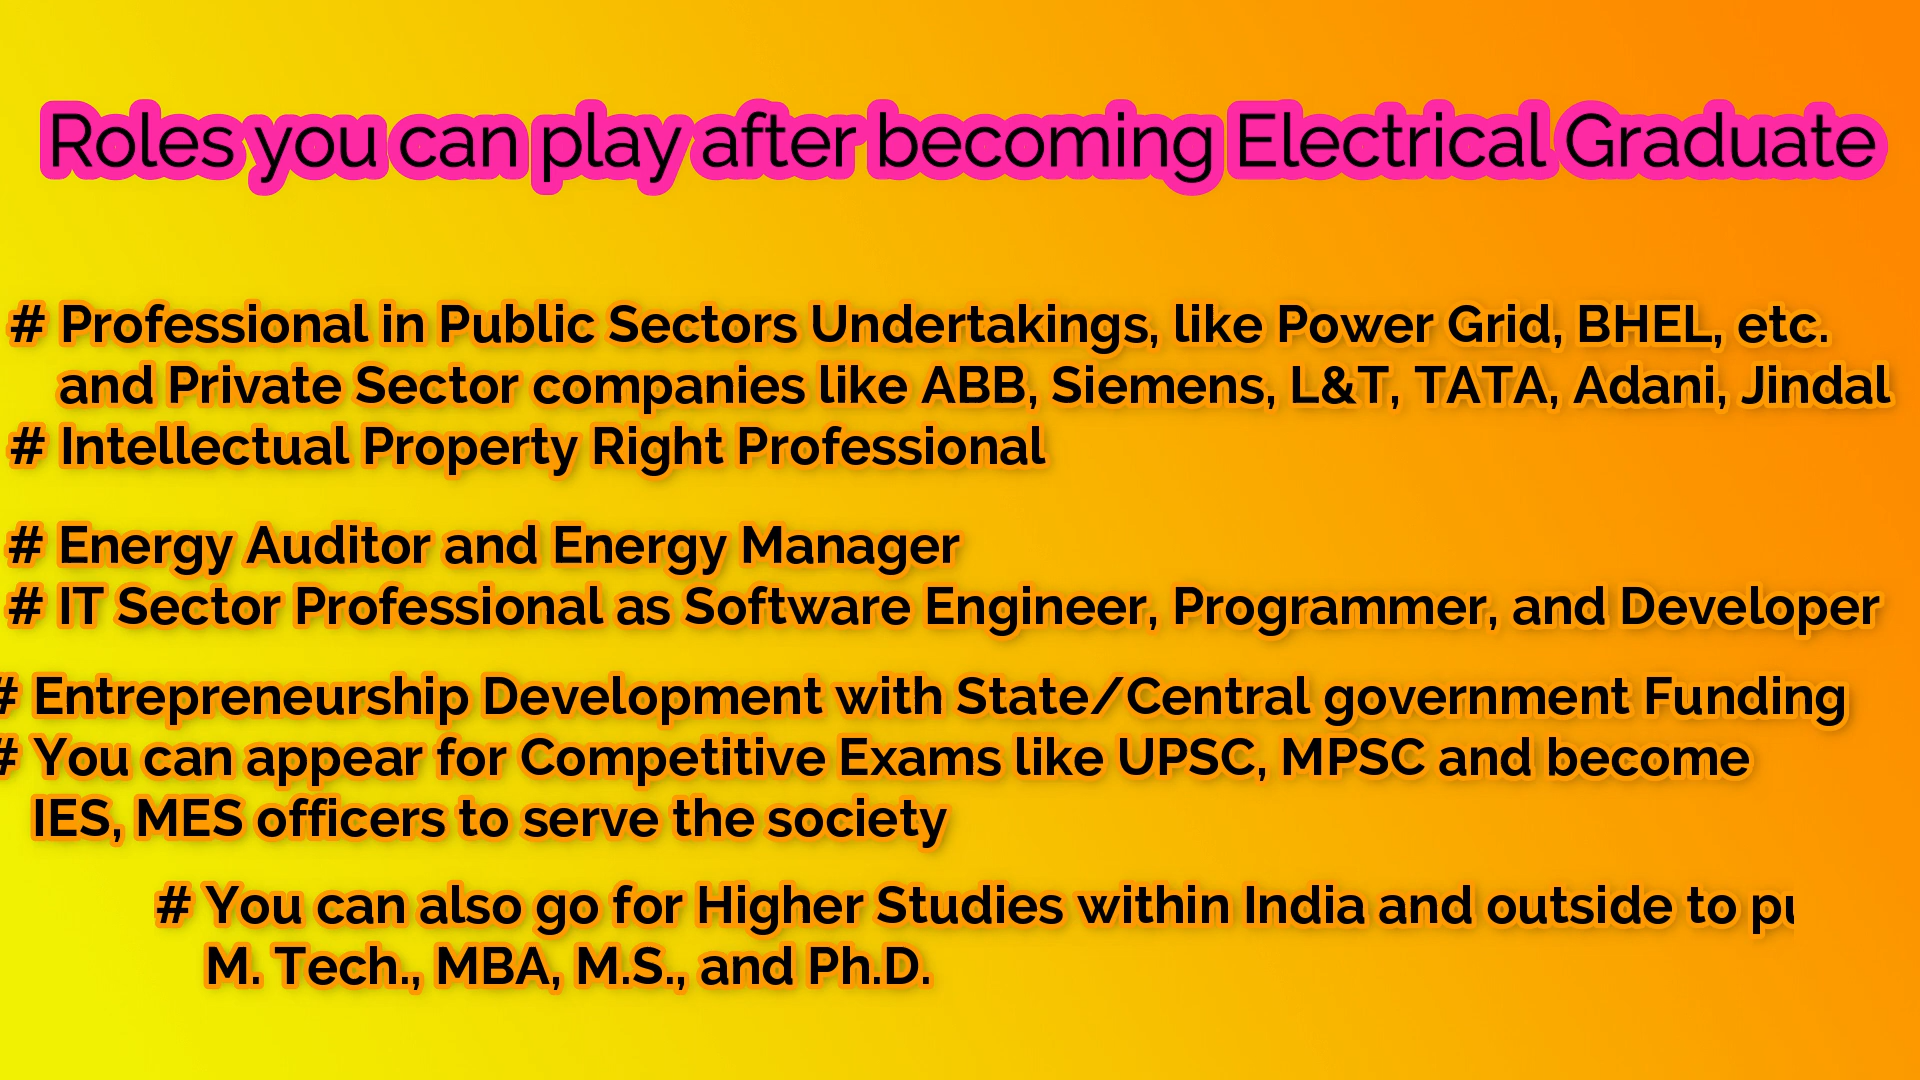 Roles you can play after becoming Electrical Graduate
# Professional in Public Sectors Undertakings, like Power Grid, BHEL, etc.
and Private Sector companies like ABB, Siemens, L&T, TATA, Adani, Jindal
# Intellectual Property Right Professional
# Energy Auditor and Energy Manager
# IT Sector Professional as Software Engineer, Programmer, and Developer
# Entrepreneurship Development with State/Central government Funding
# You can appear for Competitive Exams like UPSC, MPSC and become
IES, MES officers to serve the society
# You can also go for Higher Studies within India and outside to
M. Tech., MBA, M.S., and Ph.D.